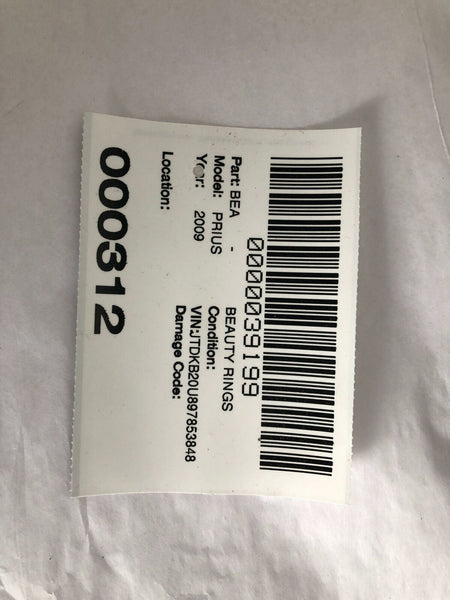 0000039199
Part: BEA - BEAUTY RINGS
Model: PRIUS Condition:
Year: 2009 VIN:JTDKB20U897853848
Damage Code:
Location:
000312